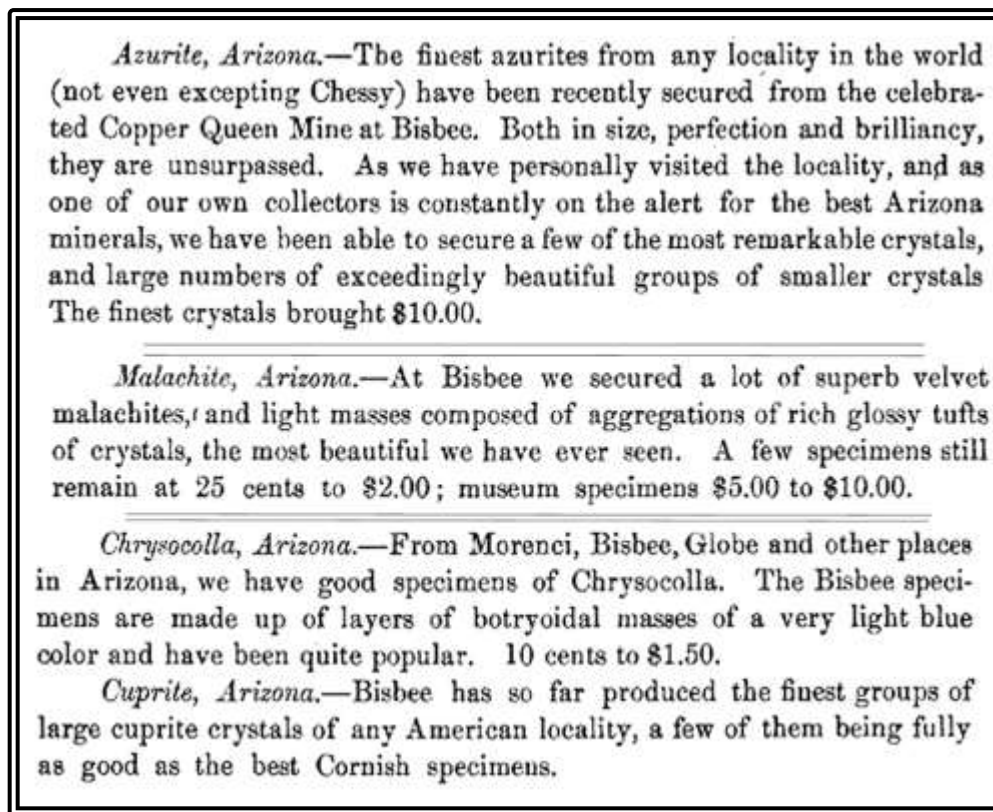 Azurite, Arizona.—The finest azurites from any locality in the world
(not even excepting Chessy) have been recently secured from the celebra-
ted Copper Queen Mine at Bisbee. Both in size, perfection and brilliancy,
they are unsurpassed. As we have personally visited the locality, and as
one of our own collectors is constantly on the alert for the best Arizona
minerals, we have been able to secure a few of the most remarkable crystals,
and large numbers of exceedingly beautiful groups of smaller crystals
The finest crystals brought $10.00.
Malachite, Arizona.—At Bisbee we secured a lot of superb velvet
malachites, and light masses composed of aggregations of rich glossy tufts
of crystals, the most beautiful we have ever seen. A few specimens still
remain at 25 cents to $2.00; museum specimens $5.00 to $10.00.
Chrysocolla, Arizona.—From Morenci, Bisbee, Globe and other places
in Arizona, we have good specimens of Chrysocolla. The Bisbee speci-
mens are made up of layers of botryoidal masses of a very light blue
color and have been quite popular. 10 cents to $1.50.
Cuprite, Arizona.—Bisbee has so far produced the finest groups of
large cuprite crystals of any American locality, a few of them being fully
as good as the best Cornish specimens.